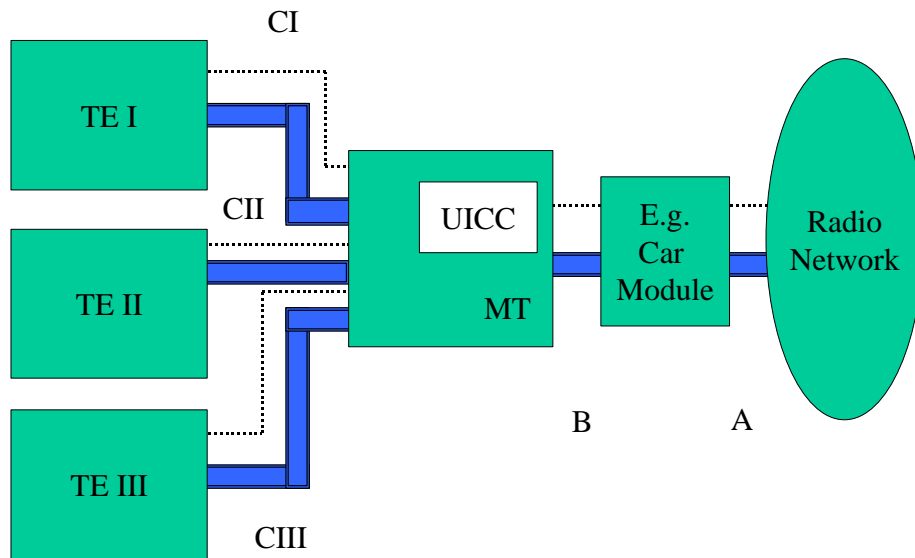 CI
TE I
CII
UICC
E.g.
Car
Module
Radio
Network
TE II
MT
B
A
TE III
CIII